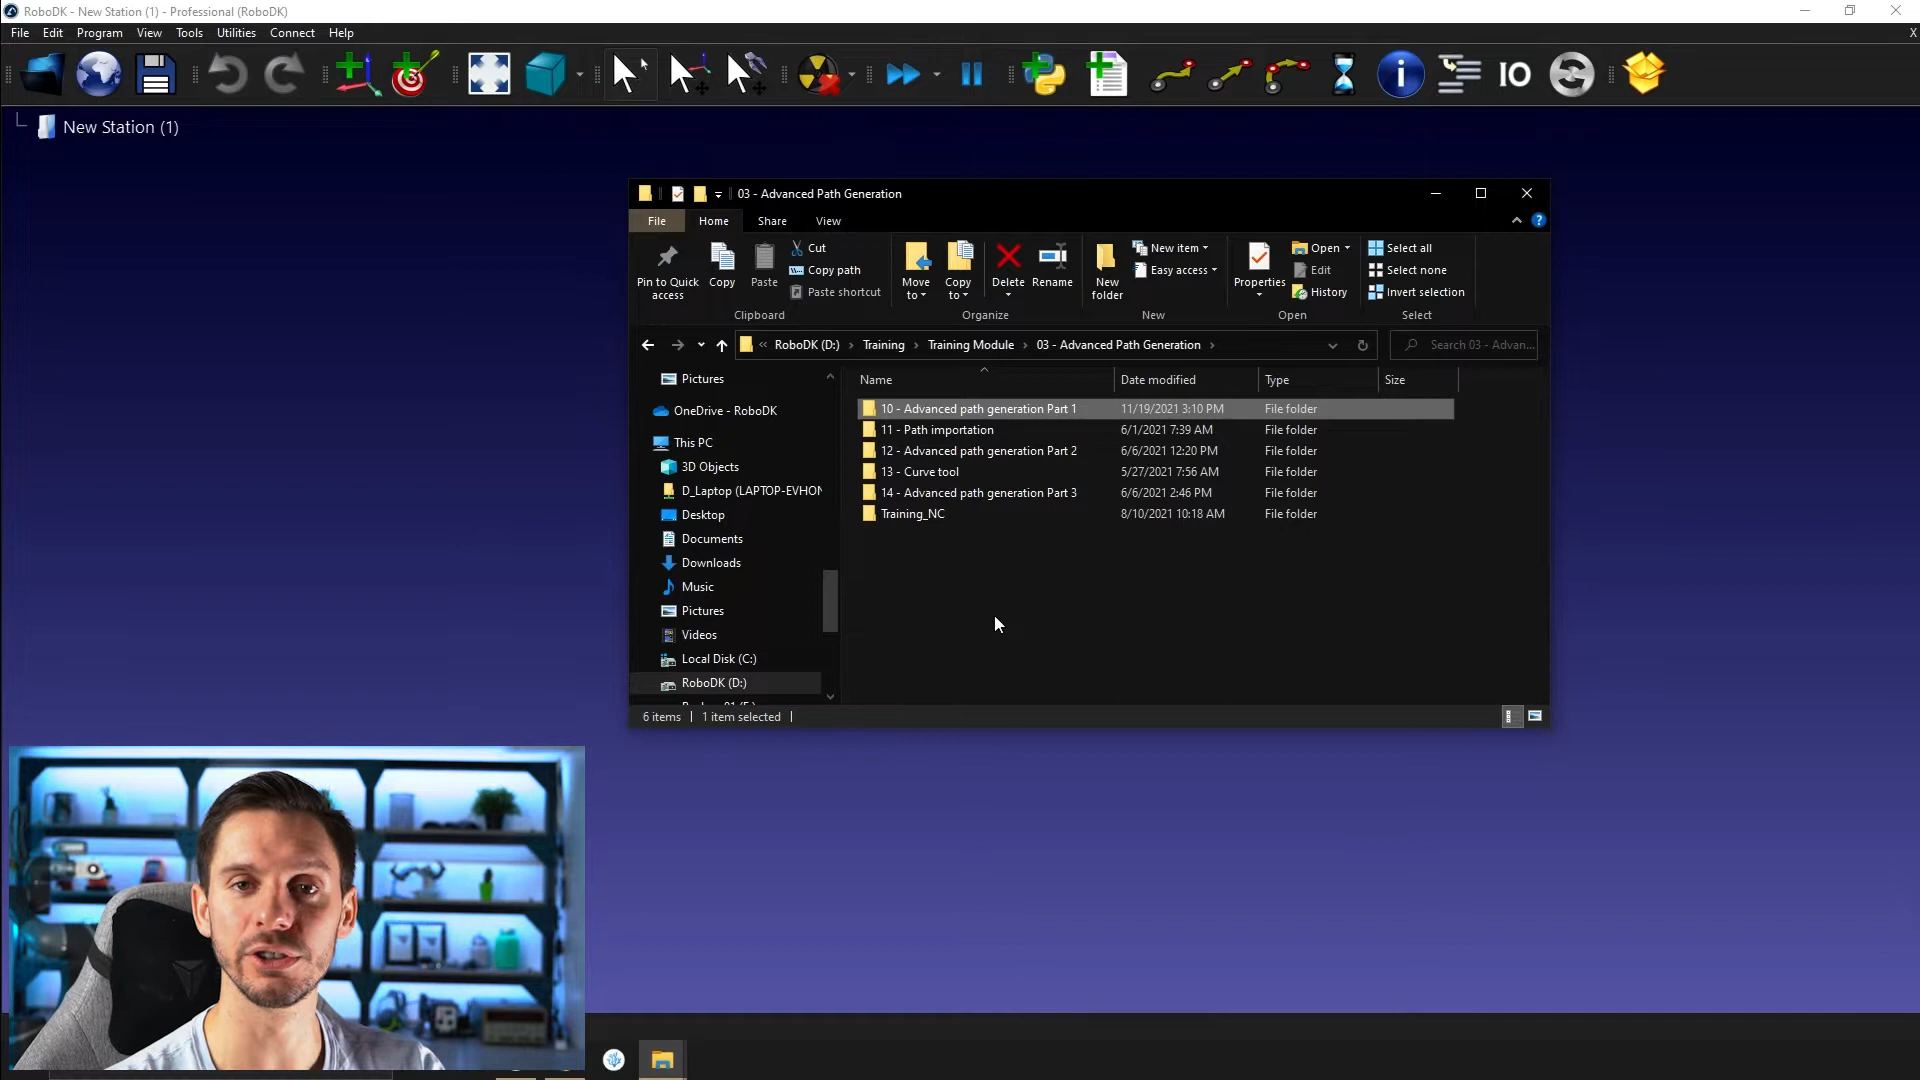 RoboDK - New Station (1) - Professional (RoboDK)
File Edit Program View Tools Utilities Connect Help X
IO
New Station (1)
03 - Advanced Path Generation
File Home Share View
Pin to Quick access
Copy
Paste
Cut
Copy path
Paste shortcut
Clipboard
Move to
Copy to
Delete
Rename
Organize
New folder
New item
Easy access
New
Properties
Open
Edit
History
Open
Select all
Select none
Invert selection
Select
« RoboDK (D:) › Training › Training Module › 03 - Advanced Path Generation ›
Search 03 - Advan...
Name Date modified Type Size
10 - Advanced path generation Part 1 11/19/2021 3:10 PM File folder
11 - Path importation 6/1/2021 7:39 AM File folder
12 - Advanced path generation Part 2 6/6/2021 12:20 PM File folder
13 - Curve tool 5/27/2021 7:56 AM File folder
14 - Advanced path generation Part 3 6/6/2021 2:46 PM File folder
Training_NC 8/10/2021 10:18 AM File folder
Pictures
OneDrive - RoboDK
This PC
3D Objects
D_Laptop (LAPTOP-EVHON
Desktop
Documents
Downloads
Music
Pictures
Videos
Local Disk (C:)
RoboDK (D:)
6 items 1 item selected